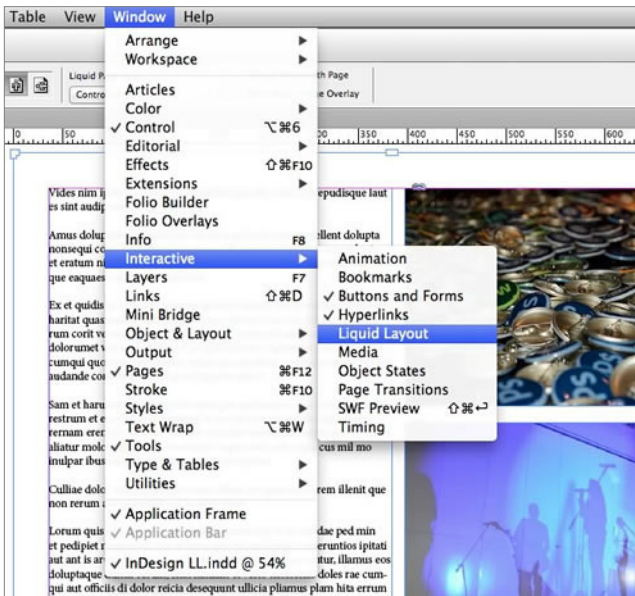 Table View Window Help
Liquid P
Contro
th Page
e Overlay
Arrange
Workspace
Articles
Color
✓ Control ⌥⌘6
Editorial
Effects ⇧⌘F10
Extensions
Folio Builder
Folio Overlays
Info F8
Interactive
Layers F7
Links ⇧⌘D
Mini Bridge
Object & Layout
Output
✓ Pages ⌘F12
Stroke ⌘F10
Styles
Text Wrap ⌥⌘W
✓ Tools
Type & Tables
Utilities
✓ Application Frame
✓ Application Bar
✓ InDesign LL.indd @ 54%
Animation
Bookmarks
✓ Buttons and Forms
✓ Hyperlinks
Liquid Layout
Media
Object States
Page Transitions
SWF Preview ⇧⌘↩
Timing
0 50 300 350 400 450 500 550 600
Vides nim epudisque laut
es sint audip
Amus dolup ellent dolupta
nonsequi co
et eratum ni
que eaquaes
Ex et quidis
haritat quas
rum corit ve
dolorumet v
cumqui quo
audande con
Sam et haru
restrum et e
rernam erer
aliatur molo cus mil mo
inulpar ibus
Culliae dolo rem illenit que
non rerum a
Lorum quis dae ped min
et pedipiet r eruntios ipitati
aut ant is ar tur, illamus eos
doluptaque doles rae cum-
qui aut officiis di dolor reicia desequunt ullicia pliamus plam hita errum